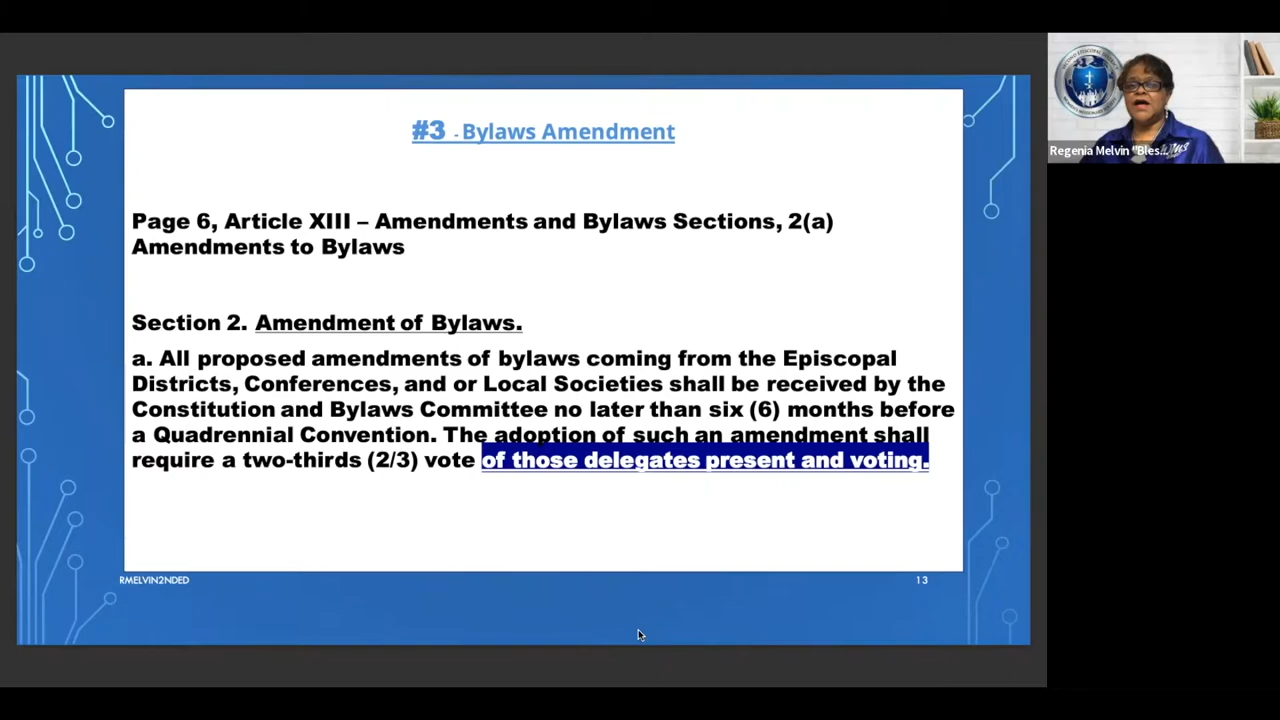 #3 - Bylaws Amendment
Page 6, Article XIII – Amendments and Bylaws Sections, 2(a)
Amendments to Bylaws
Section 2. Amendment of Bylaws.
a. All proposed amendments of bylaws coming from the Episcopal
Districts, Conferences, and or Local Societies shall be received by the
Constitution and Bylaws Committee no later than six (6) months before
a Quadrennial Convention. The adoption of such an amendment shall
require a two-thirds (2/3) vote of those delegates present and voting.
RMELVIN2NDED
13
Regenia Melvin "Bles...